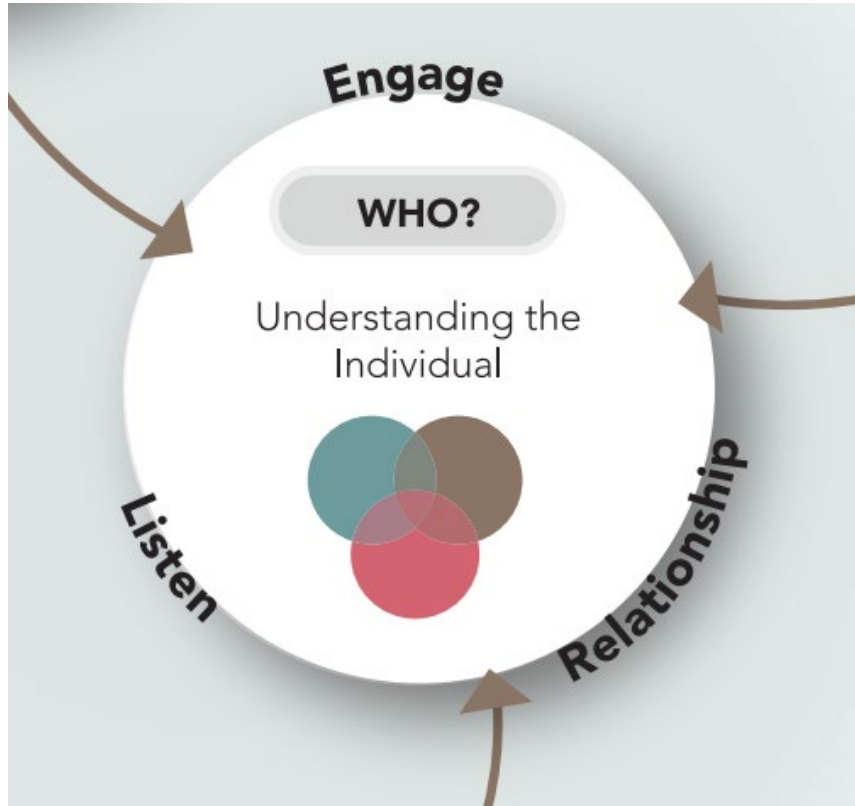 Engage
WHO?
Understanding the
Individual
Listen
Relationship